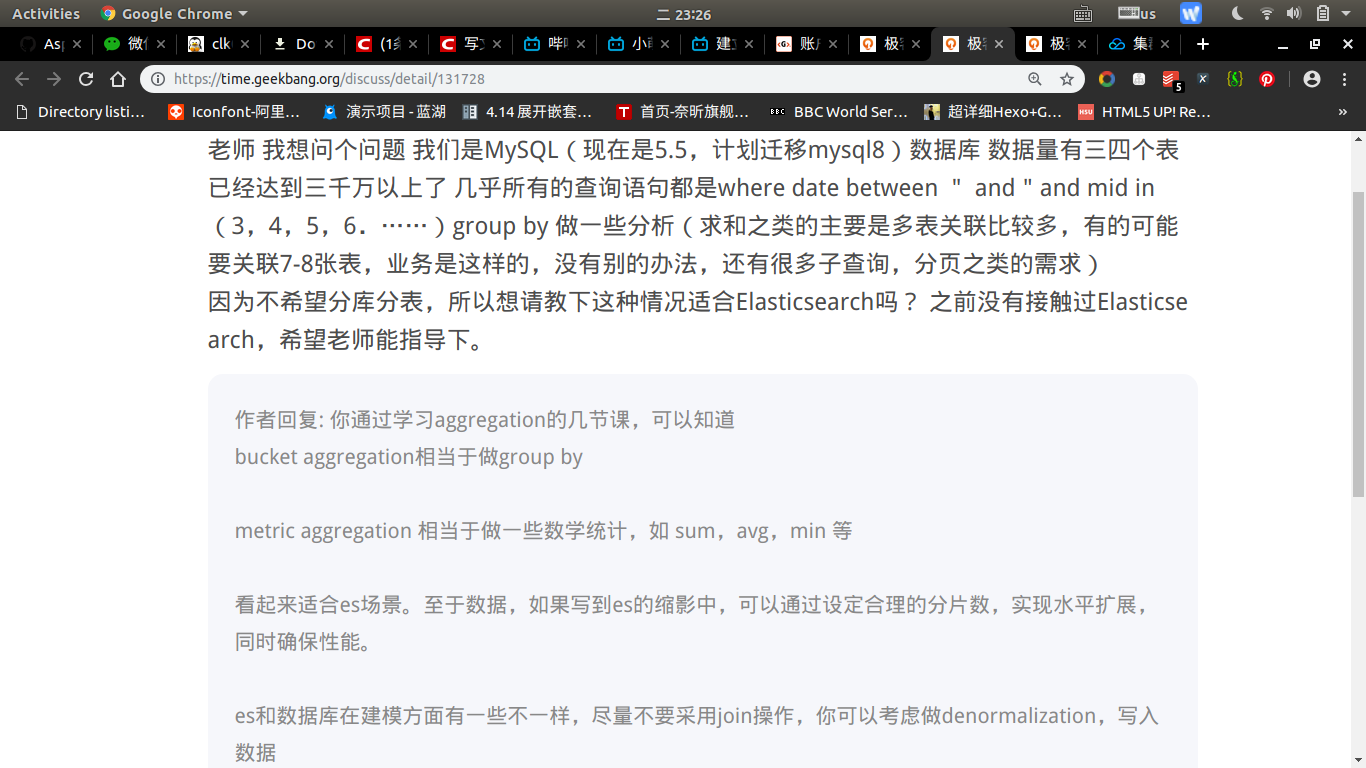 Activities Google Chrome 二 23:26 us
As 微 clk Do (1 写 哔 小 建 账 极 极 极 集
https://time.geekbang.org/discuss/detail/131728 5
Directory listi... Iconfont-阿里... 演示项目 - 蓝湖 4.14 展开嵌套... 首页-奈昕旗舰... BBC World Ser... 超详细Hexo+G... HTML5 UP! Re... »
老师 我想问个问题 我们是MySQL（现在是5.5，计划迁移mysql8）数据库 数据量有三四个表
已经达到三千万以上了 几乎所有的查询语句都是where date between ＂ and＂and mid in
（3，4，5，6．……）group by 做一些分析（求和之类的主要是多表关联比较多，有的可能
要关联7-8张表，业务是这样的，没有别的办法，还有很多子查询，分页之类的需求）
因为不希望分库分表，所以想请教下这种情况适合Elasticsearch吗？ 之前没有接触过Elasticse
arch，希望老师能指导下。
作者回复: 你通过学习aggregation的几节课，可以知道
bucket aggregation相当于做group by
metric aggregation 相当于做一些数学统计，如 sum，avg，min 等
看起来适合es场景。至于数据，如果写到es的缩影中，可以通过设定合理的分片数，实现水平扩展，
同时确保性能。
es和数据库在建模方面有一些不一样，尽量不要采用join操作，你可以考虑做denormalization，写入
数据